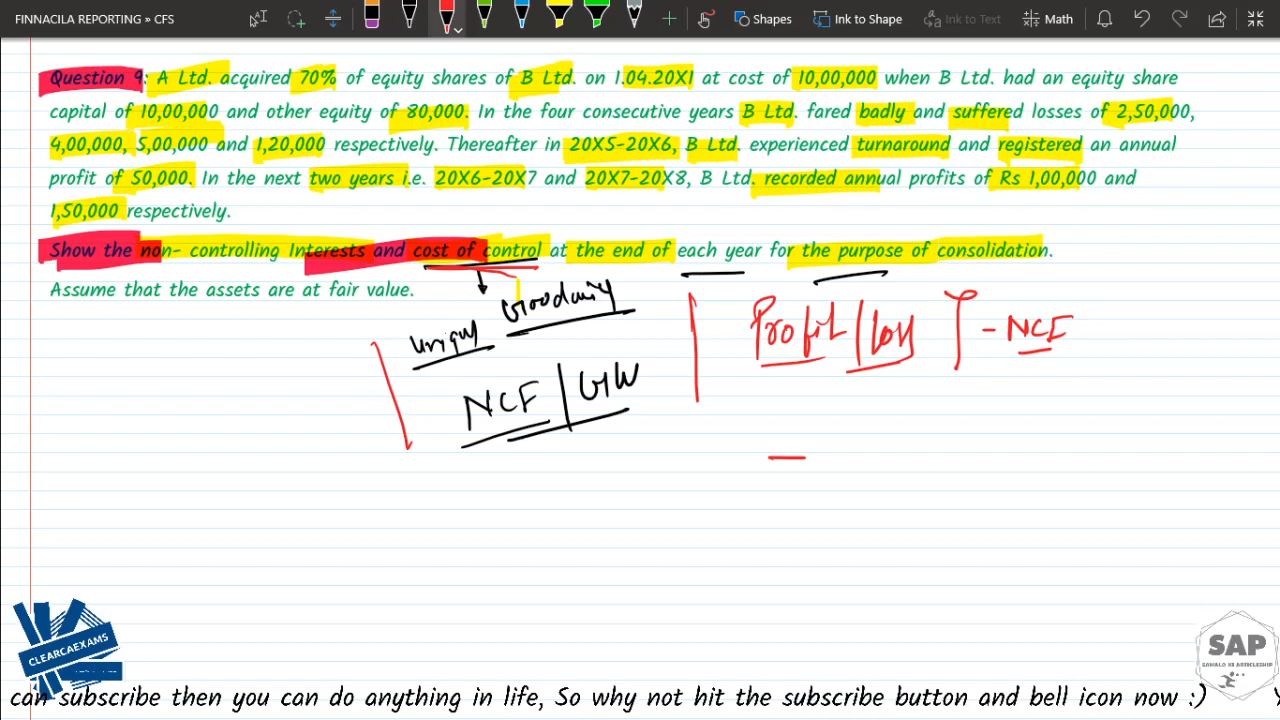 FINNACILA REPORTING » CFS
Shapes
Ink to Shape
Ink to Text
Math
Question 9: A Ltd. acquired 70% of equity shares of B Ltd. on 1.04.20X1 at cost of 10,00,000 when B Ltd. had an equity share
capital of 10,00,000 and other equity of 80,000. In the four consecutive years B Ltd. fared badly and suffered losses of 2,50,000,
4,00,000, 5,00,000 and 1,20,000 respectively. Thereafter in 20X5-20X6, B Ltd. experienced turnaround and registered an annual
profit of 50,000. In the next two years i.e. 20X6-20X7 and 20X7-20X8, B Ltd. recorded annual profits of Rs 1,00,000 and
1,50,000 respectively.
Show the non- controlling Interests and cost of control at the end of each year for the purpose of consolidation.
Assume that the assets are at fair value.
Profit/loss - NCI
NCI | G/W
CLEARCAEXAMS
SAP
SAWALO KE ARTICLESHIP
can subscribe then you can do anything in life, So why not hit the subscribe button and bell icon now :)